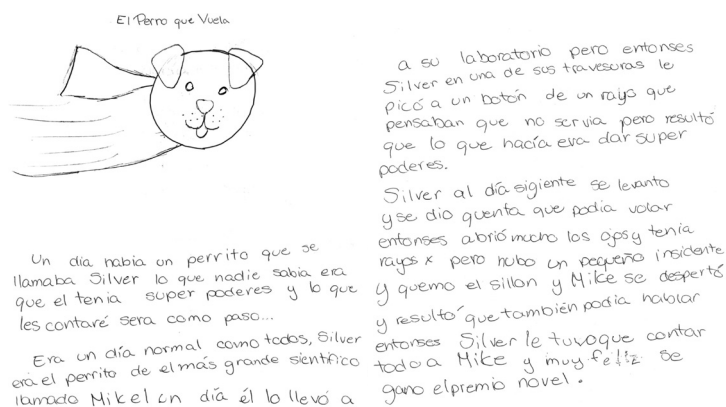 El Perro que Vuela
Un día había un perrito que se
llamaba Silver lo que nadie sabia era
que el tenia super poderes y lo que
les contaré sera como paso...
Era un día normal como todos, Silver
era el perrito de el más grande sientifico
llamado Mikel un día él lo llevó a
a su laboratorio pero entonses
Silver en una de sus travesuras le
picó a un botón de un rayo que
pensaban que no servia pero resultó
que lo que hacía era dar super
poderes.
Silver al día sigiente se levanto
y se dio quenta que podia volar
entonses abrió mucho los ojos y tenia
rayos x pero hubo un pequeño insidente
y quemo el sillon y Mike se despertó
y resultó que también podia hablar
entonses Silver le tuvo que contar
todo a Mike y muy feliz se
gano el premio novel.